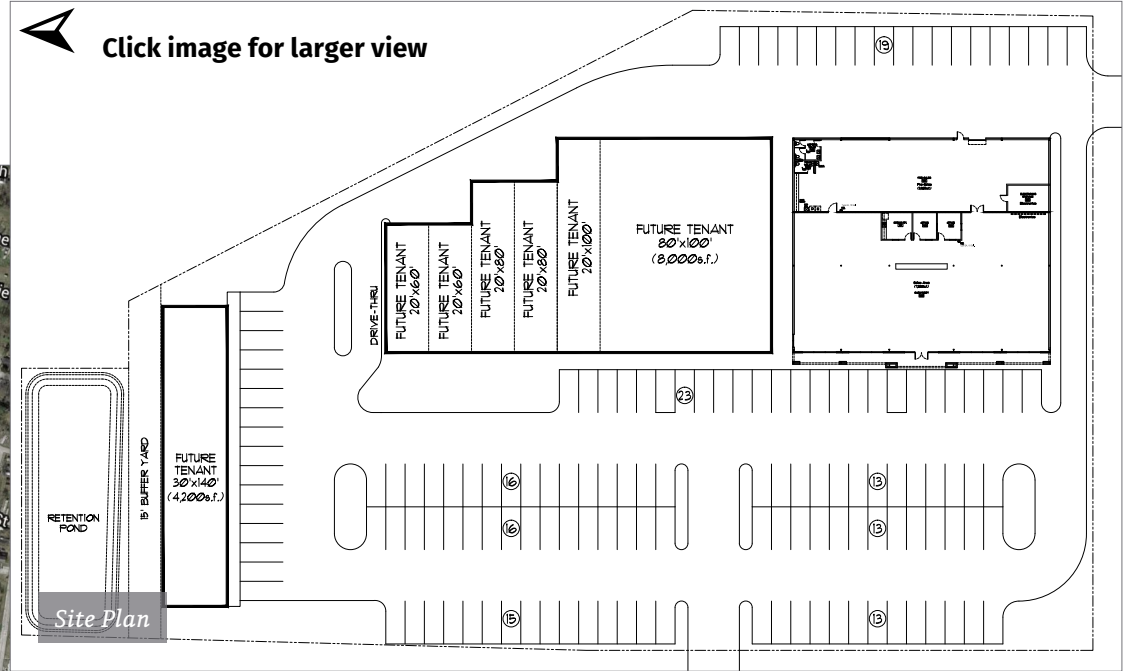 Click image for larger view
19
DRIVE-THRU
FUTURE TENANT
20'x60'
FUTURE TENANT
20'x60'
FUTURE TENANT
20'x80'
FUTURE TENANT
20'x80'
FUTURE TENANT
20'x100'
FUTURE TENANT
80'x100'
(8,000s.f.)
23
15' BUFFER YARD
FUTURE
TENANT
30'x140'
(4,200s.f.)
RETENTION
POND
16
13
16
13
15
13
Site Plan